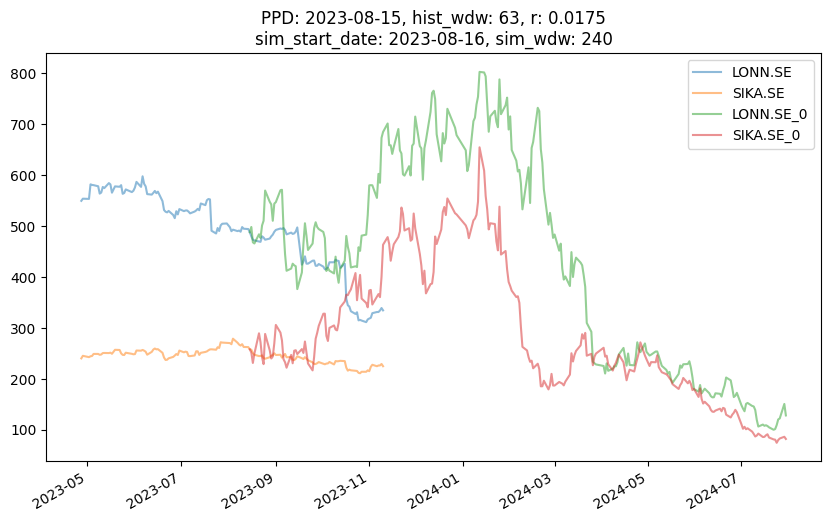 PPD: 2023-08-15, hist_wdw: 63, r: 0.0175
sim_start_date: 2023-08-16, sim_wdw: 240
LONN.SE
SIKA.SE
LONN.SE_0
SIKA.SE_0
800
700
600
500
400
300
200
100
2023-05
2023-07
2023-09
2023-11
2024-01
2024-03
2024-05
2024-07